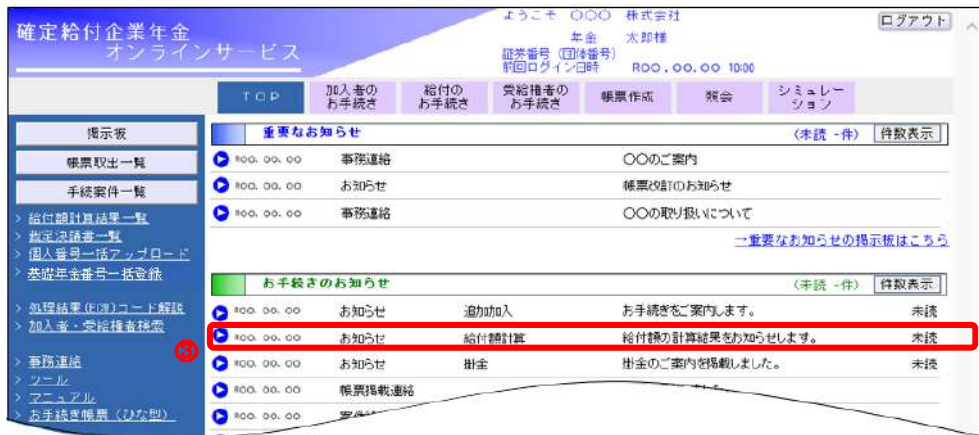 確定給付企業年金
オンラインサービス
ようこそ 〇〇〇 株式会社
年金 太郎様
証券番号（団体番号）
前回ログイン日時 R00.00.00 10:00
ログアウト
TOP
加入者の
お手続き
給付の
お手続き
受給権者の
お手続き
帳票作成
照会
シミュレー
ション
掲示板
帳票取出一覧
手続案件一覧
> 給付額計算結果一覧
> 裁定決議書一覧
> 個人番号一括アップロード
> 基礎年金番号一括登録
> 処理結果(EOW)コード解説
> 加入者・受給権者検索
> 事務連絡
> ツール
> マニュアル
> お手続き帳票（ひな型）
重要なお知らせ （未読 -件） 件数表示
R00.00.00 事務連絡 〇〇のご案内
R00.00.00 お知らせ 帳票改訂のお知らせ
R00.00.00 事務連絡 〇〇の取り扱いについて
→重要なお知らせの掲示板はこちら
お手続きのお知らせ （未読 -件） 件数表示
R00.00.00 お知らせ 追加加入 お手続きをご案内します。 未読
R00.00.00 お知らせ 給付額計算 給付額の計算結果をお知らせします。 未読
③
R00.00.00 お知らせ 掛金 掛金のご案内を掲載しました。 未読
R00.00.00 帳票掲載連絡
R00.00.00